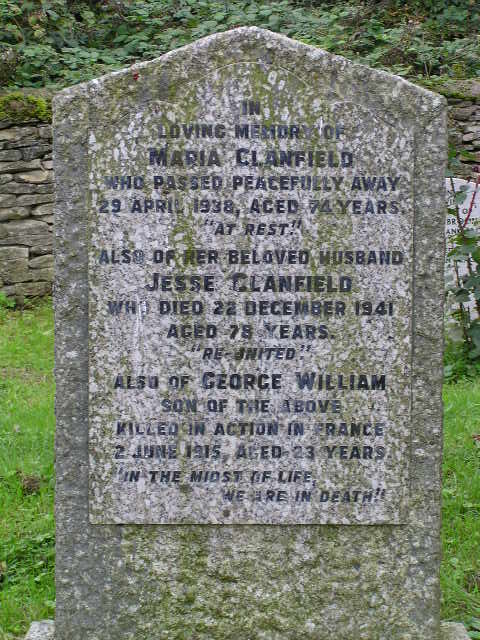 IN
LOVING MEMORY OF
MARIA CLANFIELD
WHO PASSED PEACEFULLY AWAY
29 APRIL 1938, AGED 74 YEARS.
"AT REST."
ALSO OF HER BELOVED HUSBAND
JESSE CLANFIELD
WHO DIED 22 DECEMBER 1941
AGED 78 YEARS.
"RE-UNITED."
ALSO OF GEORGE WILLIAM
SON OF THE ABOVE
KILLED IN ACTION IN FRANCE
2 JUNE 1915, AGED 23 YEARS.
"IN THE MIDST OF LIFE,
WE ARE IN DEATH."